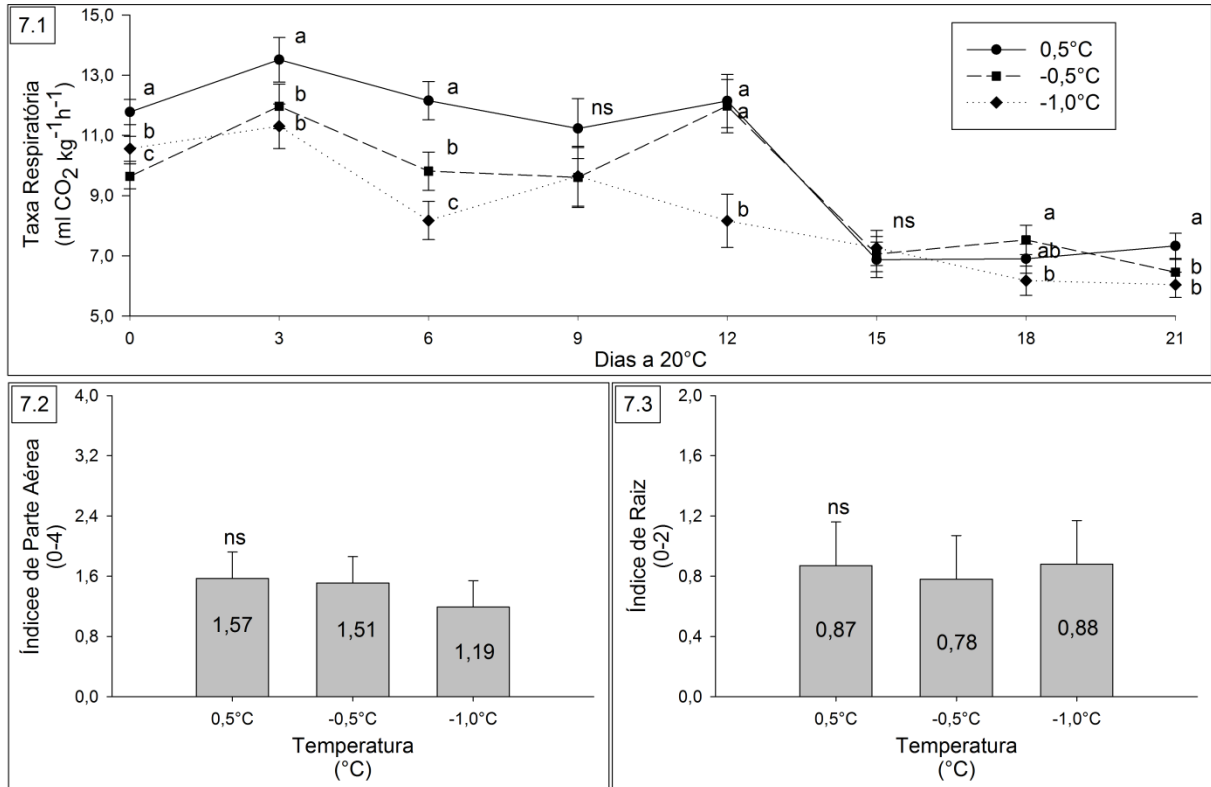 7.1
Taxa Respiratória
(ml CO2 kg-1h-1)
15,0
13,0
11,0
9,0
7,0
5,0
a
b
c
a
b
b
a
b
c
ns
a
a
b
ns
a
ab
b
a
b
b
0,5°C
-0,5°C
-1,0°C
0
3
6
9
12
15
18
21
Dias a 20°C
7.2
Índicee de Parte Aérea
(0-4)
4,0
3,2
2,4
1,6
0,8
0,0
ns
1,57
1,51
1,19
0,5°C
-0,5°C
-1,0°C
Temperatura
(°C)
7.3
Índice de Raiz
(0-2)
2,0
1,6
1,2
0,8
0,4
0,0
ns
0,87
0,78
0,88
0,5°C
-0,5°C
-1,0°C
Temperatura
(°C)